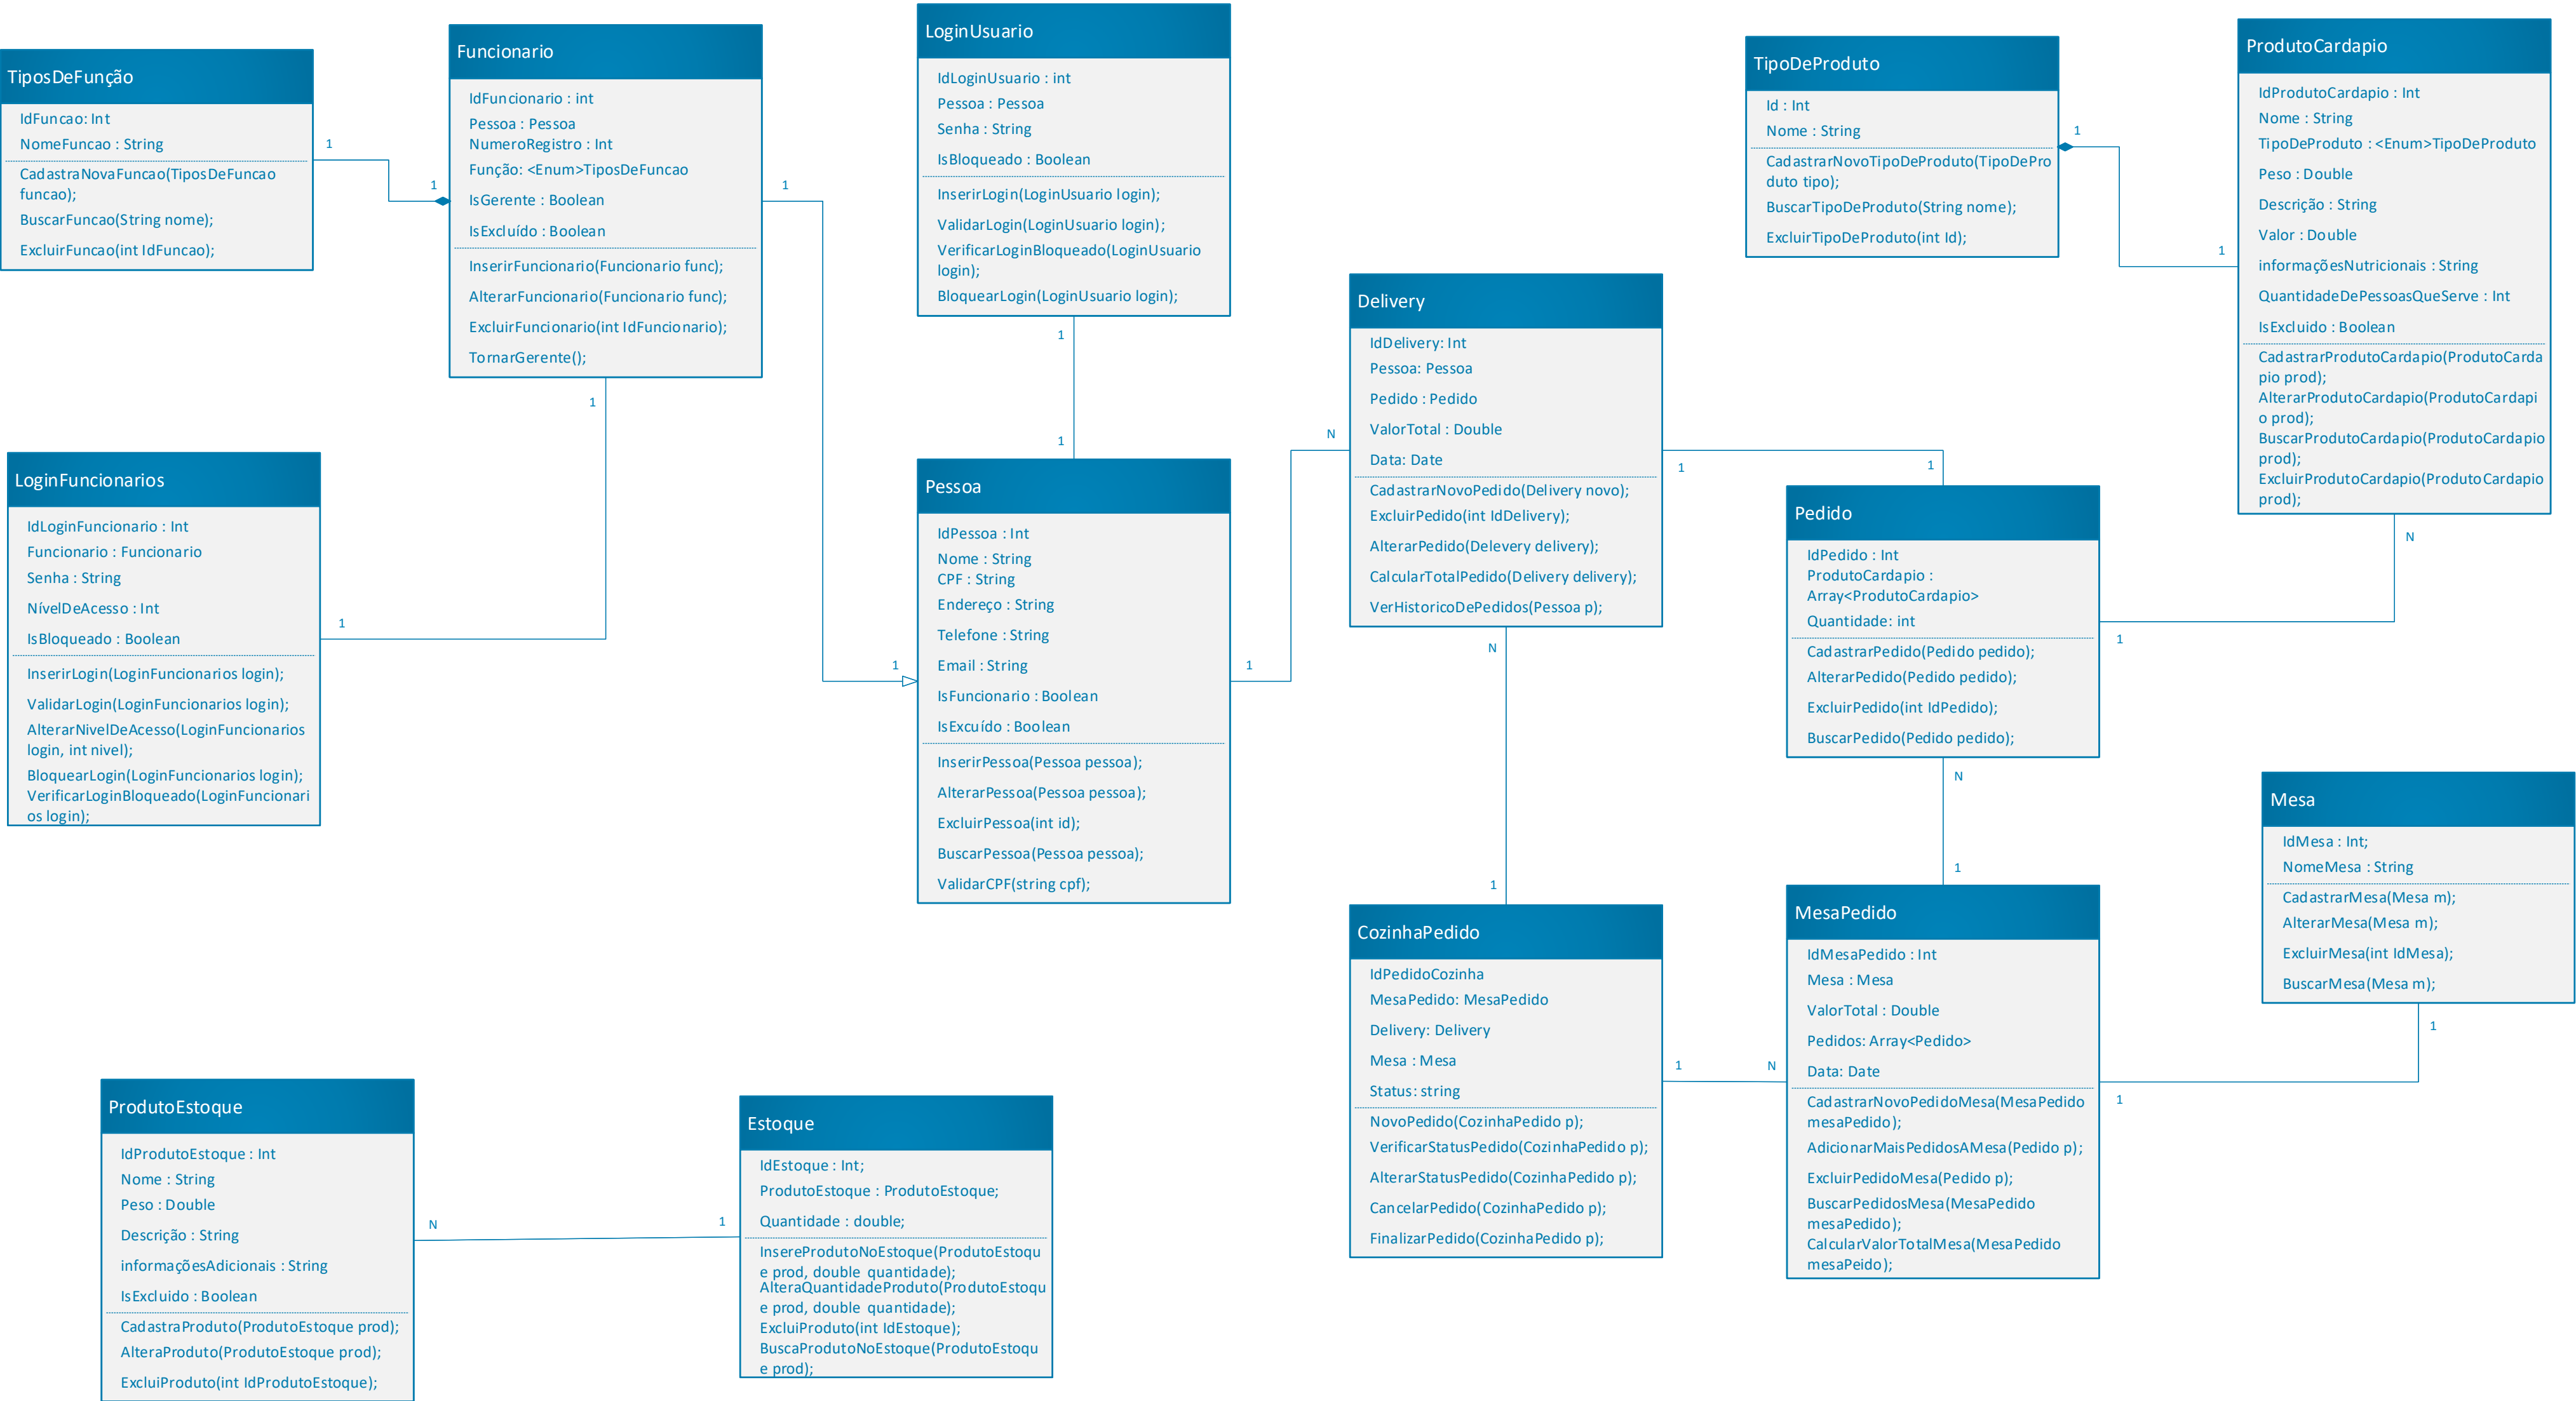 TiposDeFunção
IdFuncao: Int
NomeFuncao : String
CadastraNovaFuncao(TiposDeFuncao
funcao);
BuscarFuncao(String nome);
ExcluirFuncao(int IdFuncao);
1
1
Funcionario
IdFuncionario : int
Pessoa : Pessoa
NumeroRegistro : Int
Função: <Enum>TiposDeFuncao
IsGerente : Boolean
IsExcluído : Boolean
InserirFuncionario(Funcionario func);
AlterarFuncionario(Funcionario func);
ExcluirFuncionario(int IdFuncionario);
TornarGerente();
1
1
1
1
LoginUsuario
IdLoginUsuario : int
Pessoa : Pessoa
Senha : String
IsBloqueado : Boolean
InserirLogin(LoginUsuario login);
ValidarLogin(LoginUsuario login);
VerificarLoginBloqueado(LoginUsuario
login);
BloquearLogin(LoginUsuario login);
1
1
LoginFuncionarios
IdLoginFuncionario : Int
Funcionario : Funcionario
Senha : String
NívelDeAcesso : Int
IsBloqueado : Boolean
InserirLogin(LoginFuncionarios login);
ValidarLogin(LoginFuncionarios login);
AlterarNivelDeAcesso(LoginFuncionarios
login, int nivel);
BloquearLogin(LoginFuncionarios login);
VerificarLoginBloqueado(LoginFuncionari
os login);
Pessoa
IdPessoa : Int
Nome : String
CPF : String
Endereço : String
Telefone : String
Email : String
IsFuncionario : Boolean
IsExcuído : Boolean
InserirPessoa(Pessoa pessoa);
AlterarPessoa(Pessoa pessoa);
ExcluirPessoa(int id);
BuscarPessoa(Pessoa pessoa);
ValidarCPF(string cpf);
1
N
Delivery
IdDelivery: Int
Pessoa: Pessoa
Pedido : Pedido
ValorTotal : Double
Data: Date
CadastrarNovoPedido(Delivery novo);
ExcluirPedido(int IdDelivery);
AlterarPedido(Delevery delivery);
CalcularTotalPedido(Delivery delivery);
VerHistoricoDePedidos(Pessoa p);
1
1
N
1
TipoDeProduto
Id : Int
Nome : String
CadastrarNovoTipoDeProduto(TipoDePro
duto tipo);
BuscarTipoDeProduto(String nome);
ExcluirTipoDeProduto(int Id);
1
1
ProdutoCardapio
IdProdutoCardapio : Int
Nome : String
TipoDeProduto : <Enum>TipoDeProduto
Peso : Double
Descrição : String
Valor : Double
informaçõesNutricionais : String
QuantidadeDePessoasQueServe : Int
IsExcluido : Boolean
CadastrarProdutoCardapio(ProdutoCarda
pio prod);
AlterarProdutoCardapio(ProdutoCardapi
o prod);
BuscarProdutoCardapio(ProdutoCardapio
prod);
ExcluirProdutoCardapio(ProdutoCardapio
prod);
N
1
Pedido
IdPedido : Int
ProdutoCardapio :
Array<ProdutoCardapio>
Quantidade: int
CadastrarPedido(Pedido pedido);
AlterarPedido(Pedido pedido);
ExcluirPedido(int IdPedido);
BuscarPedido(Pedido pedido);
N
1
Mesa
IdMesa : Int;
NomeMesa : String
CadastrarMesa(Mesa m);
AlterarMesa(Mesa m);
ExcluirMesa(int IdMesa);
BuscarMesa(Mesa m);
1
1
CozinhaPedido
IdPedidoCozinha
MesaPedido: MesaPedido
Delivery: Delivery
Mesa : Mesa
Status: string
NovoPedido(CozinhaPedido p);
VerificarStatusPedido(CozinhaPedido p);
AlterarStatusPedido(CozinhaPedido p);
CancelarPedido(CozinhaPedido p);
FinalizarPedido(CozinhaPedido p);
1
N
MesaPedido
IdMesaPedido : Int
Mesa : Mesa
ValorTotal : Double
Pedidos: Array<Pedido>
Data: Date
CadastrarNovoPedidoMesa(MesaPedido
mesaPedido);
AdicionarMaisPedidosAMesa(Pedido p);
ExcluirPedidoMesa(Pedido p);
BuscarPedidosMesa(MesaPedido
mesaPedido);
CalcularValorTotalMesa(MesaPedido
mesaPeido);
ProdutoEstoque
IdProdutoEstoque : Int
Nome : String
Peso : Double
Descrição : String
informaçõesAdicionais : String
IsExcluido : Boolean
CadastraProduto(ProdutoEstoque prod);
AlteraProduto(ProdutoEstoque prod);
ExcluiProduto(int IdProdutoEstoque);
N
1
Estoque
IdEstoque : Int;
ProdutoEstoque : ProdutoEstoque;
Quantidade : double;
InsereProdutoNoEstoque(ProdutoEstoqu
e prod, double quantidade);
AlteraQuantidadeProduto(ProdutoEstoqu
e prod, double quantidade);
ExcluiProduto(int IdEstoque);
BuscaProdutoNoEstoque(ProdutoEstoqu
e prod);